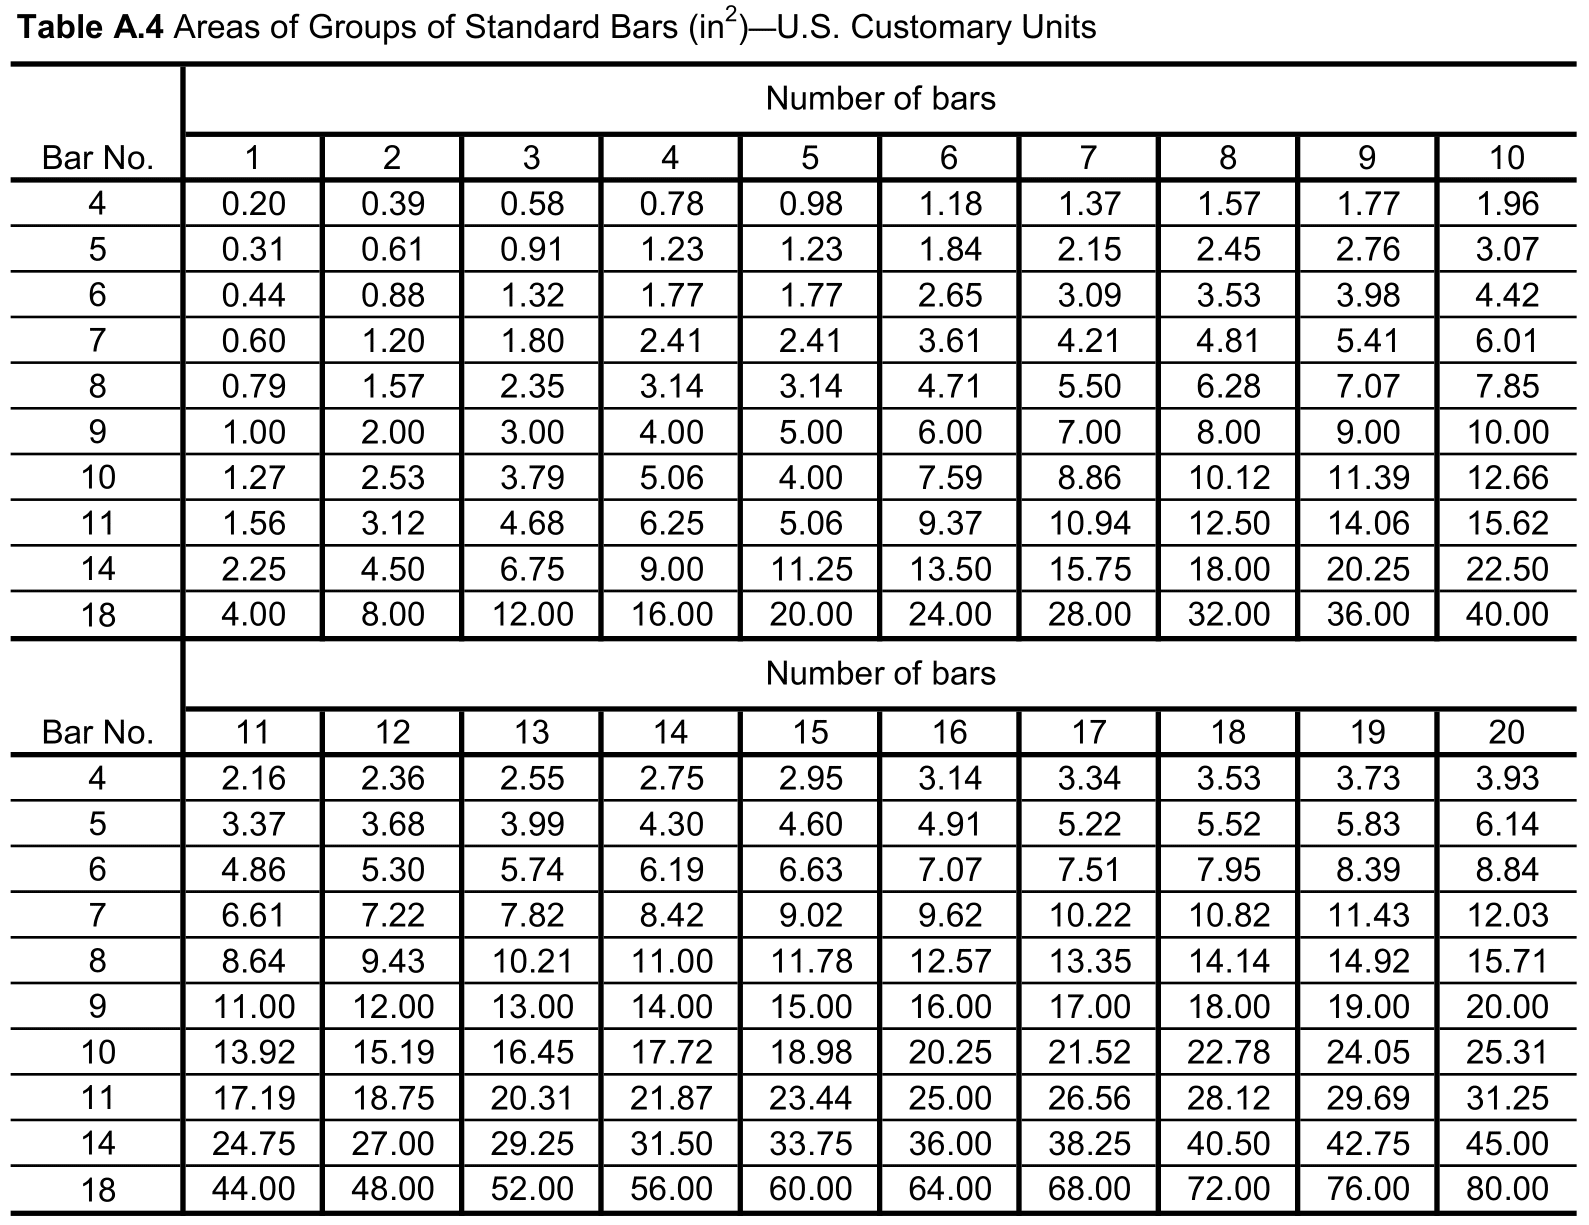 Table A.4 Areas of Groups of Standard Bars (in²)—U.S. Customary Units
Number of bars
Bar No. 1 2 3 4 5 6 7 8 9 10
4 0.20 0.39 0.58 0.78 0.98 1.18 1.37 1.57 1.77 1.96
5 0.31 0.61 0.91 1.23 1.23 1.84 2.15 2.45 2.76 3.07
6 0.44 0.88 1.32 1.77 1.77 2.65 3.09 3.53 3.98 4.42
7 0.60 1.20 1.80 2.41 2.41 3.61 4.21 4.81 5.41 6.01
8 0.79 1.57 2.35 3.14 3.14 4.71 5.50 6.28 7.07 7.85
9 1.00 2.00 3.00 4.00 5.00 6.00 7.00 8.00 9.00 10.00
10 1.27 2.53 3.79 5.06 4.00 7.59 8.86 10.12 11.39 12.66
11 1.56 3.12 4.68 6.25 5.06 9.37 10.94 12.50 14.06 15.62
14 2.25 4.50 6.75 9.00 11.25 13.50 15.75 18.00 20.25 22.50
18 4.00 8.00 12.00 16.00 20.00 24.00 28.00 32.00 36.00 40.00
Number of bars
Bar No. 11 12 13 14 15 16 17 18 19 20
4 2.16 2.36 2.55 2.75 2.95 3.14 3.34 3.53 3.73 3.93
5 3.37 3.68 3.99 4.30 4.60 4.91 5.22 5.52 5.83 6.14
6 4.86 5.30 5.74 6.19 6.63 7.07 7.51 7.95 8.39 8.84
7 6.61 7.22 7.82 8.42 9.02 9.62 10.22 10.82 11.43 12.03
8 8.64 9.43 10.21 11.00 11.78 12.57 13.35 14.14 14.92 15.71
9 11.00 12.00 13.00 14.00 15.00 16.00 17.00 18.00 19.00 20.00
10 13.92 15.19 16.45 17.72 18.98 20.25 21.52 22.78 24.05 25.31
11 17.19 18.75 20.31 21.87 23.44 25.00 26.56 28.12 29.69 31.25
14 24.75 27.00 29.25 31.50 33.75 36.00 38.25 40.50 42.75 45.00
18 44.00 48.00 52.00 56.00 60.00 64.00 68.00 72.00 76.00 80.00